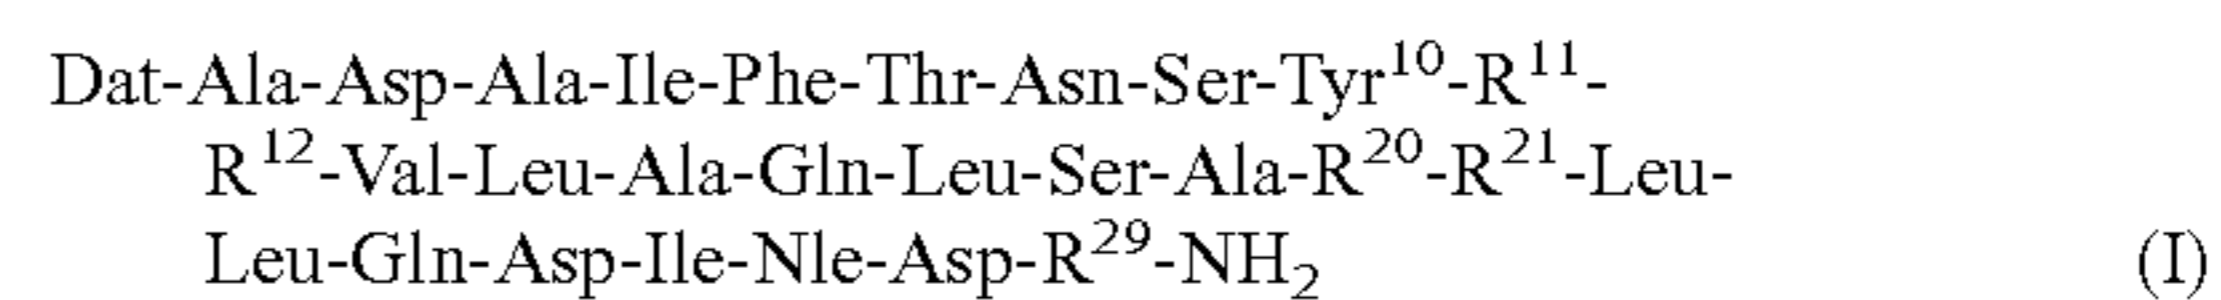 Dat-Ala-Asp-Ala-Ile-Phe-Thr-Asn-Ser-Tyr¹⁰-R¹¹-
R¹²-Val-Leu-Ala-Gln-Leu-Ser-Ala-R²⁰-R²¹-Leu-
Leu-Gln-Asp-Ile-Nle-Asp-R²⁹-NH₂ (I)